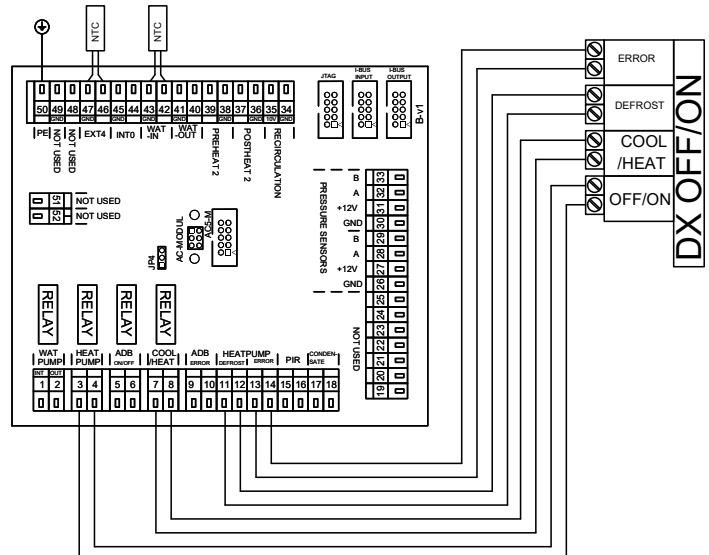 NTC
NTC
50 49 48 47 46 45 44 43 42 41 40 39 38 37 36 35 34
GND GND GND GND GND GND GND 10V GND
PE
NOT USED
NOT USED
EXT4
INT0
WAT
-IN
WAT
-OUT
PREHEAT 2
POSTHEAT 2
RECIRCULATION
JTAG
I-BUS
INPUT
I-BUS
OUTPUT
B-v1
51 NOT USED
52 NOT USED
JP4
AC-MODUL
AC5-M
PRESSURE SENSORS
B 33
A 32
+12V 31
GND 30
B 29
A 28
+12V 27
GND 26
25
24
23
22
21
20
19
NOT USED
RELAY
RELAY
RELAY
RELAY
WAT
PUMP
HEAT
PUMP
ADB
ON/OFF
COOL
/HEAT
ADB
ERROR
HEATPUMP
DEFROST
ERROR
PIR
CONDEN-
SATE
INT OUT
1 2 3 4 5 6 7 8 9 10 11 12 13 14 15 16 17 18
ERROR
DEFROST
COOL
/HEAT
OFF/ON
DX OFF/ON